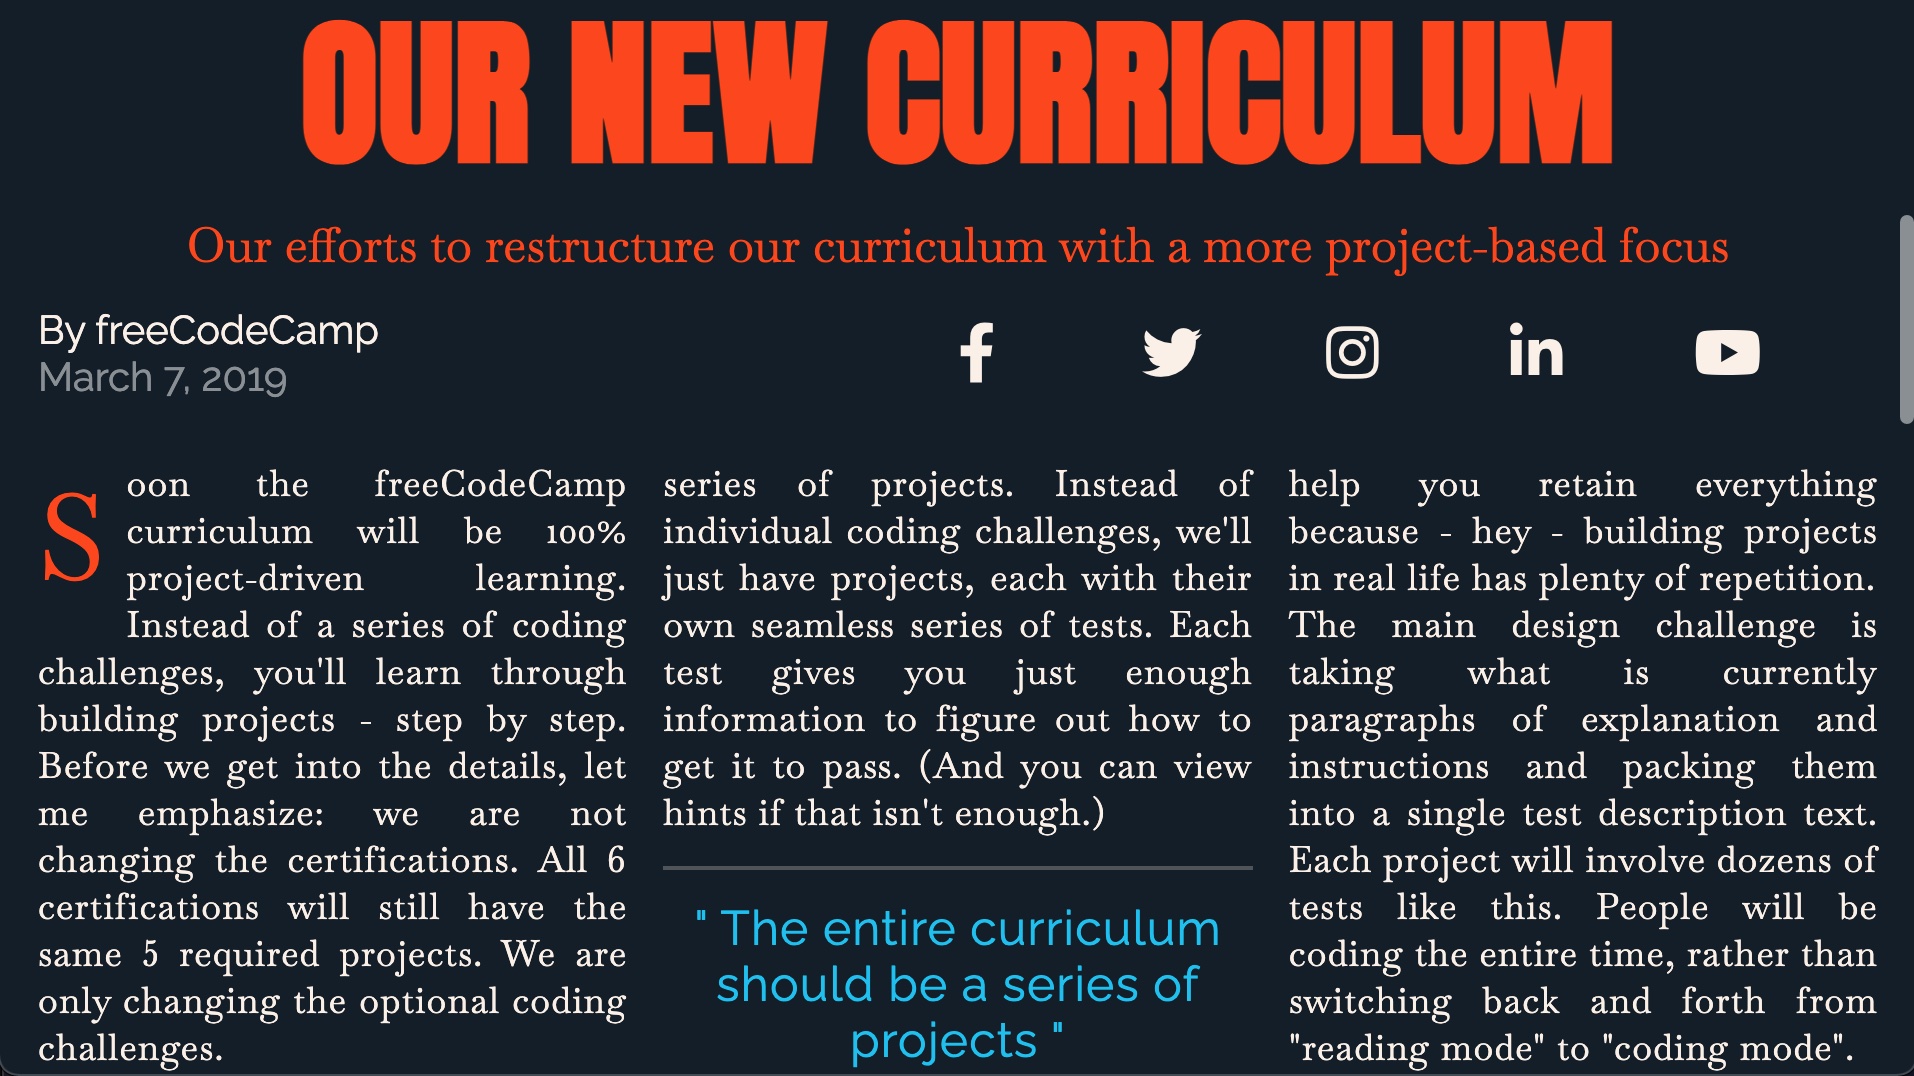 OUR NEW CURRICULUM
Our efforts to restructure our curriculum with a more project-based focus
By freeCodeCamp
March 7, 2019
Soon the freeCodeCamp
curriculum will be 100%
project-driven learning.
Instead of a series of coding
challenges, you'll learn through
building projects - step by step.
Before we get into the details, let
me emphasize: we are not
changing the certifications. All 6
certifications will still have the
same 5 required projects. We are
only changing the optional coding
challenges.
series of projects. Instead of
individual coding challenges, we'll
just have projects, each with their
own seamless series of tests. Each
test gives you just enough
information to figure out how to
get it to pass. (And you can view
hints if that isn't enough.)
" The entire curriculum
should be a series of
projects "
help you retain everything
because - hey - building projects
in real life has plenty of repetition.
The main design challenge is
taking what is currently
paragraphs of explanation and
instructions and packing them
into a single test description text.
Each project will involve dozens of
tests like this. People will be
coding the entire time, rather than
switching back and forth from
"reading mode" to "coding mode".